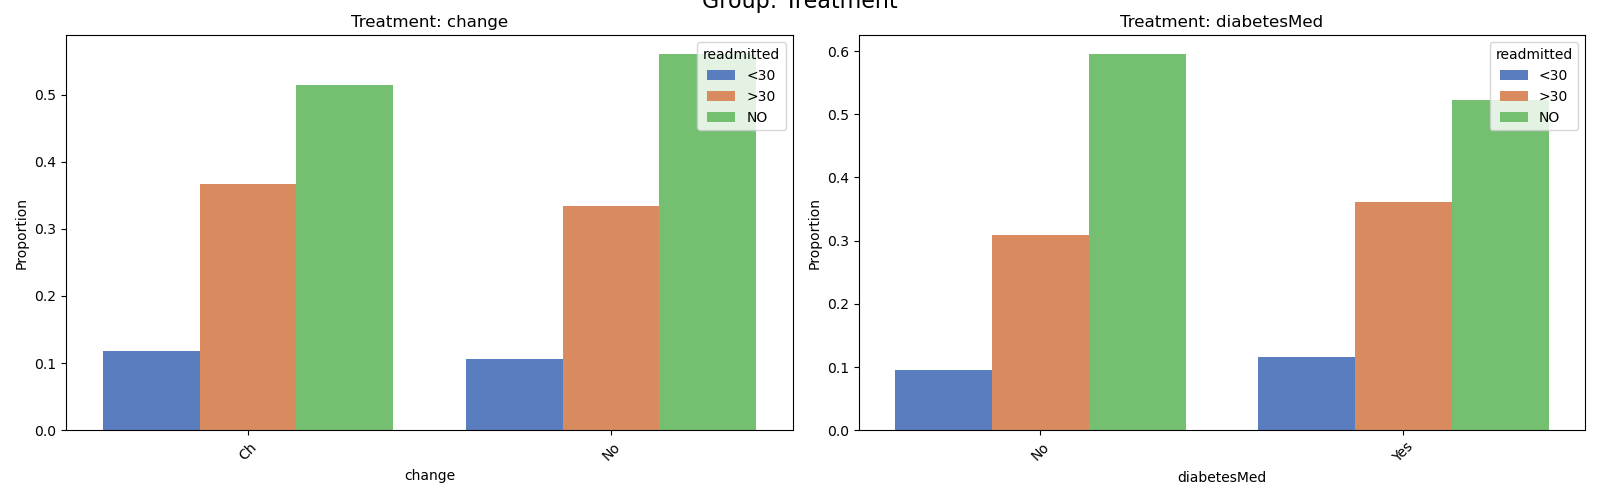 Group: Treatment
Treatment: change
Proportion
0.5
0.4
0.3
0.2
0.1
0.0
readmitted
<30
>30
NO
Ch
No
change
Treatment: diabetesMed
Proportion
0.6
0.5
0.4
0.3
0.2
0.1
0.0
readmitted
<30
>30
NO
No
Yes
diabetesMed